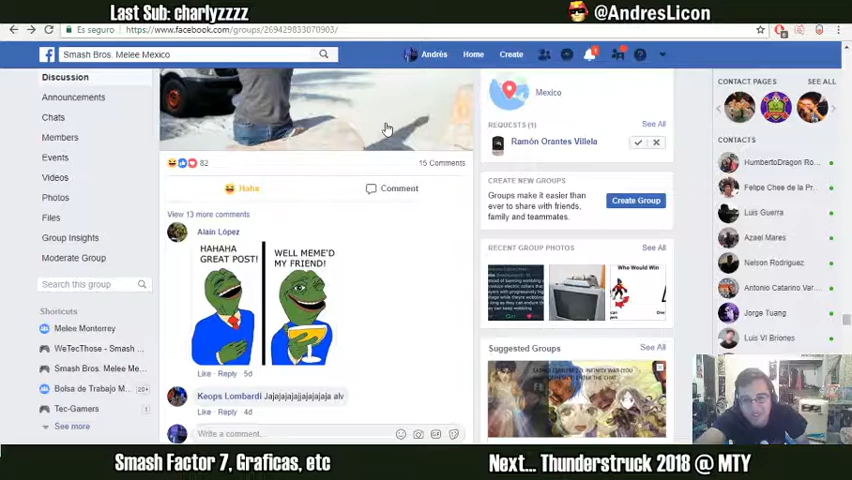 Last Sub: charlyzzzz
@AndresLicon
Es seguro
https://www.facebook.com/groups/269429833070903/
Smash Bros. Melee Mexico
Andrés
Home
Create
Discussion
Announcements
Chats
Members
Events
Videos
Photos
Files
Group Insights
Moderate Group
Search this group
Shortcuts
Melee Monterrey
WeTecThose - Smash ...
Smash Bros. Melee Me...
Bolsa de Trabajo M... 20+
Tec-Gamers 1
See more
82
15 Comments
Haha
Comment
View 13 more comments
Alain López
HAHAHA
GREAT POST!
WELL MEME'D
MY FRIEND!
Like · Reply · 5d
Keops Lombardi Jajajajajjajajajaja alv
Like · Reply · 4d
Write a comment...
Mexico
REQUESTS (1)
See All
Ramón Orantes Villela
CREATE NEW GROUPS
Groups make it easier than
ever to share with friends,
family and teammates.
Create Group
RECENT GROUP PHOTOS
See All
Who Would Win
Suggested Groups
See All
CONTACT PAGES
SEE ALL
CONTACTS
HumbertoDragon Ro...
Felipe Chee de la Pr...
Luis Guerra
Azael Mares
Nelson Rodriguez
Antonio Catarino Var...
Jorge Tuang
Luis VI Briones
Smash Factor 7, Graficas, etc
Next... Thunderstruck 2018 @ MTY